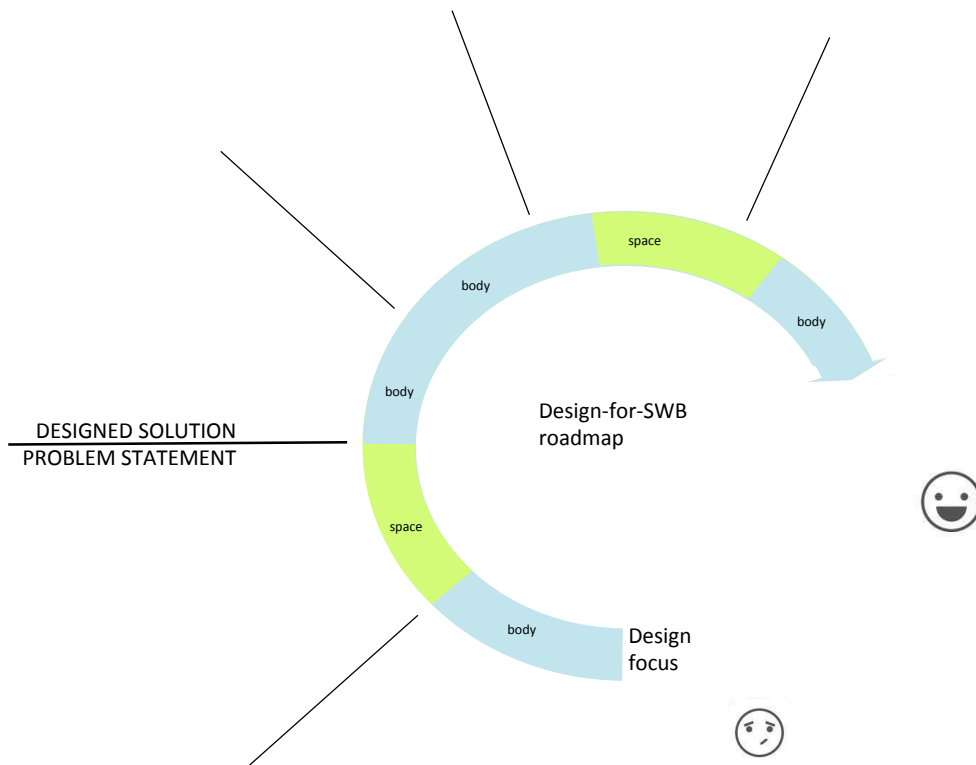 space
body
body
body
Design-for-SWB
roadmap
DESIGNED SOLUTION
PROBLEM STATEMENT
space
body
Design
focus